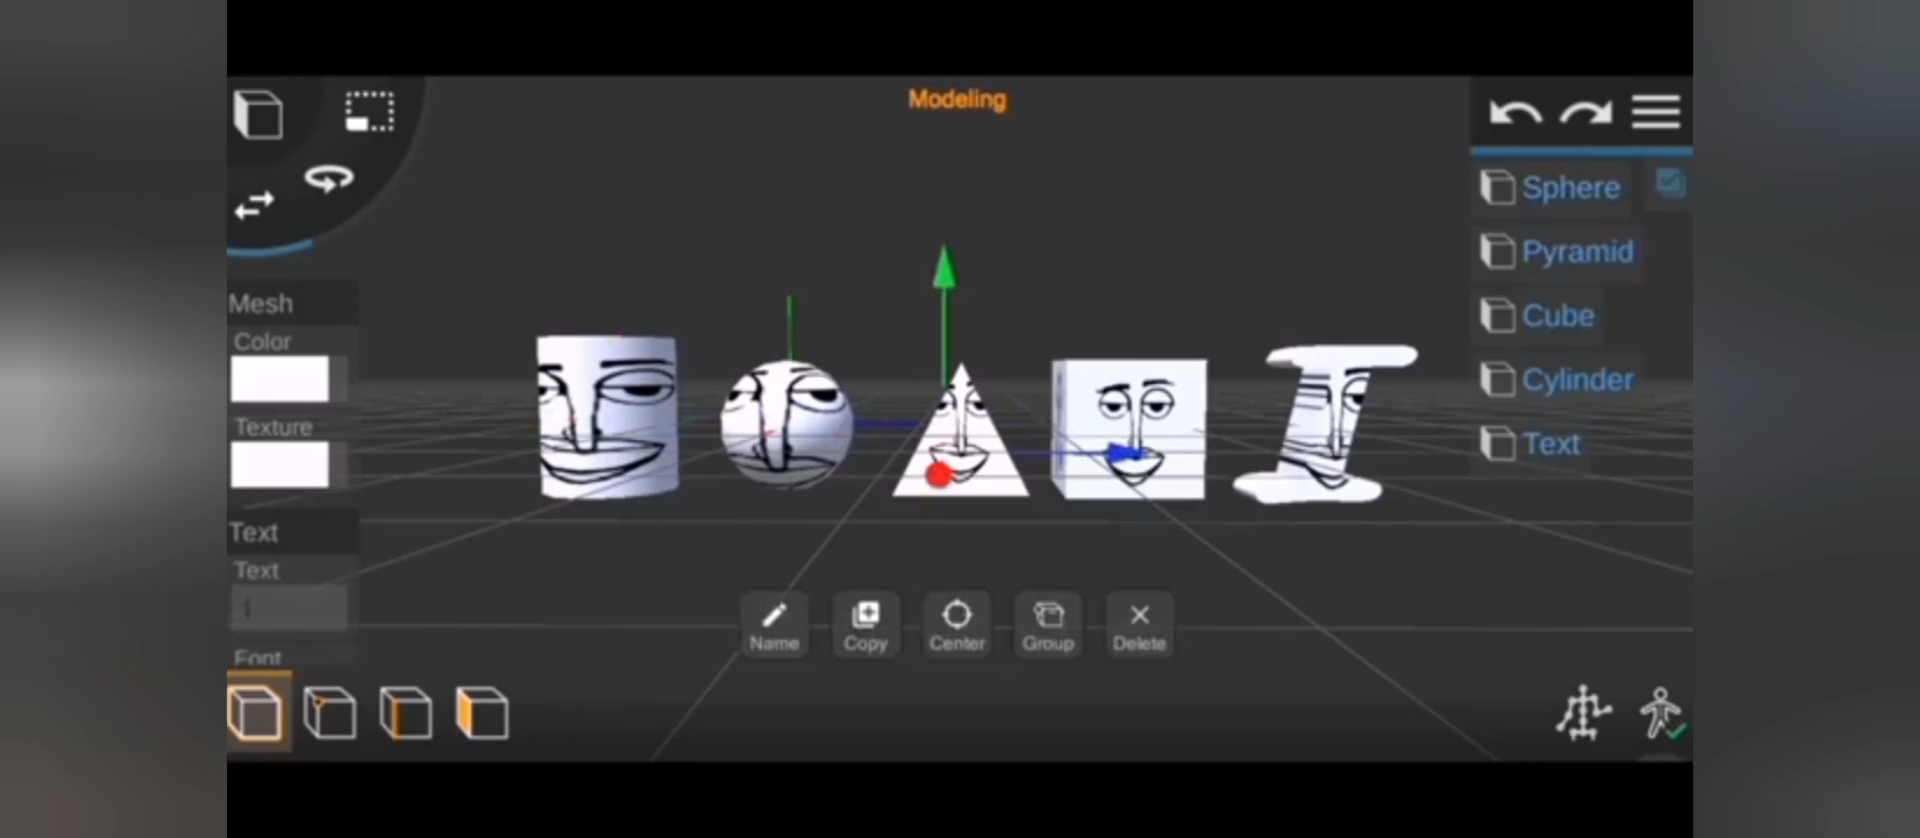 Modeling
Sphere
Pyramid
Cube
Cylinder
Text
Mesh
Color
Texture
Text
Text
Font
I
Name
Copy
Center
Group
Delete